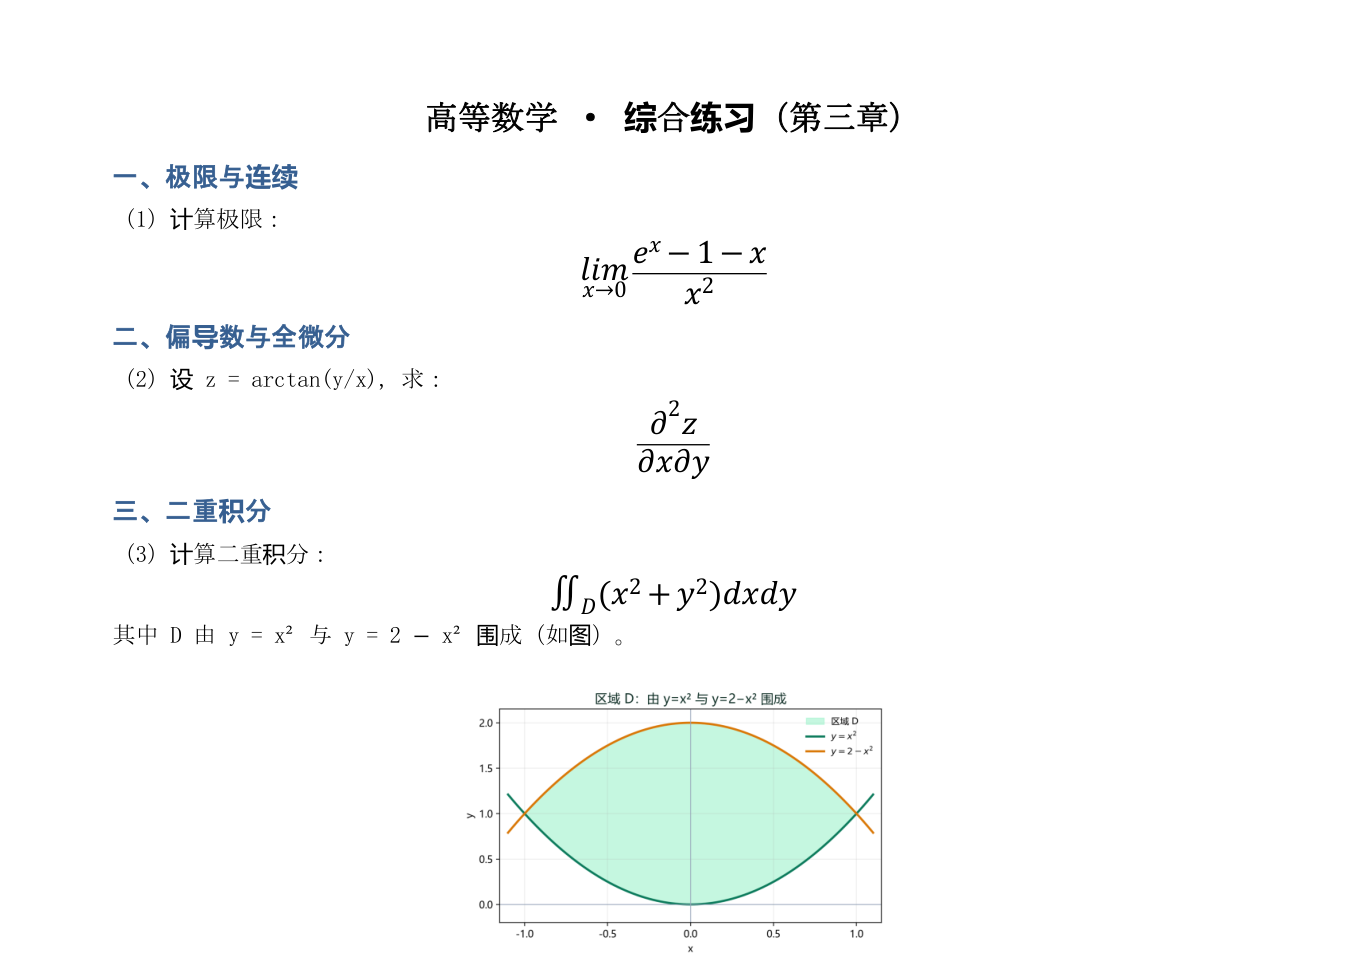 高等数学 · 综合练习（第三章）
一、极限与连续
（1）计算极限：
lim x→0 (e^x − 1 − x)/x²
二、偏导数与全微分
（2）设 z = arctan(y/x)，求：
∂²z/∂x∂y
三、二重积分
（3）计算二重积分：
∬_D(x² + y²)dxdy
其中 D 由 y = x² 与 y = 2 − x² 围成（如图）。
区域 D：由 y=x² 与 y=2−x² 围成
区域 D
y = x²
y = 2 − x²
2.0
1.5
1.0
0.5
0.0
y
-1.0 -0.5 0.0 0.5 1.0
x